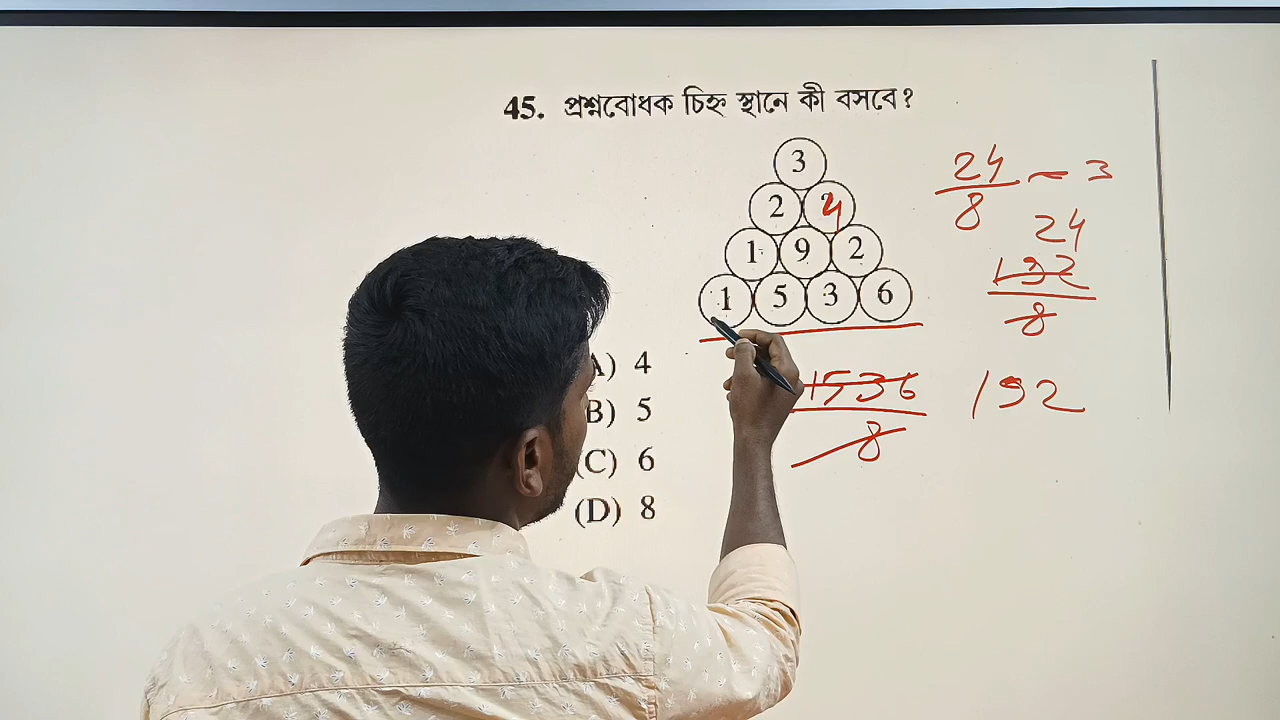 45. প্রশ্নবোধক চিহ্ন স্থানে কী বসবে?
3
2 4
1 9 2
1 5 3 6
A) 4
B) 5
(C) 6
(D) 8
24
8
= 3
24
192
8
1536
8
192